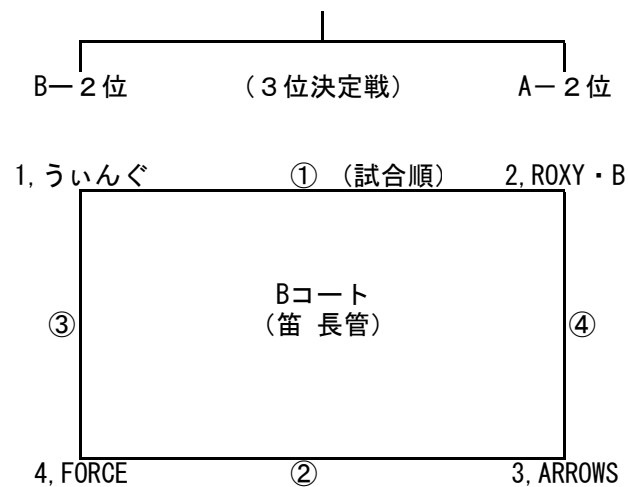 B－２位 （３位決定戦） A－２位
1,うぃんぐ ① （試合順） 2,ROXY・B
Bコート
（笛 長管）
③ ④
4,FORCE ② 3,ARROWS